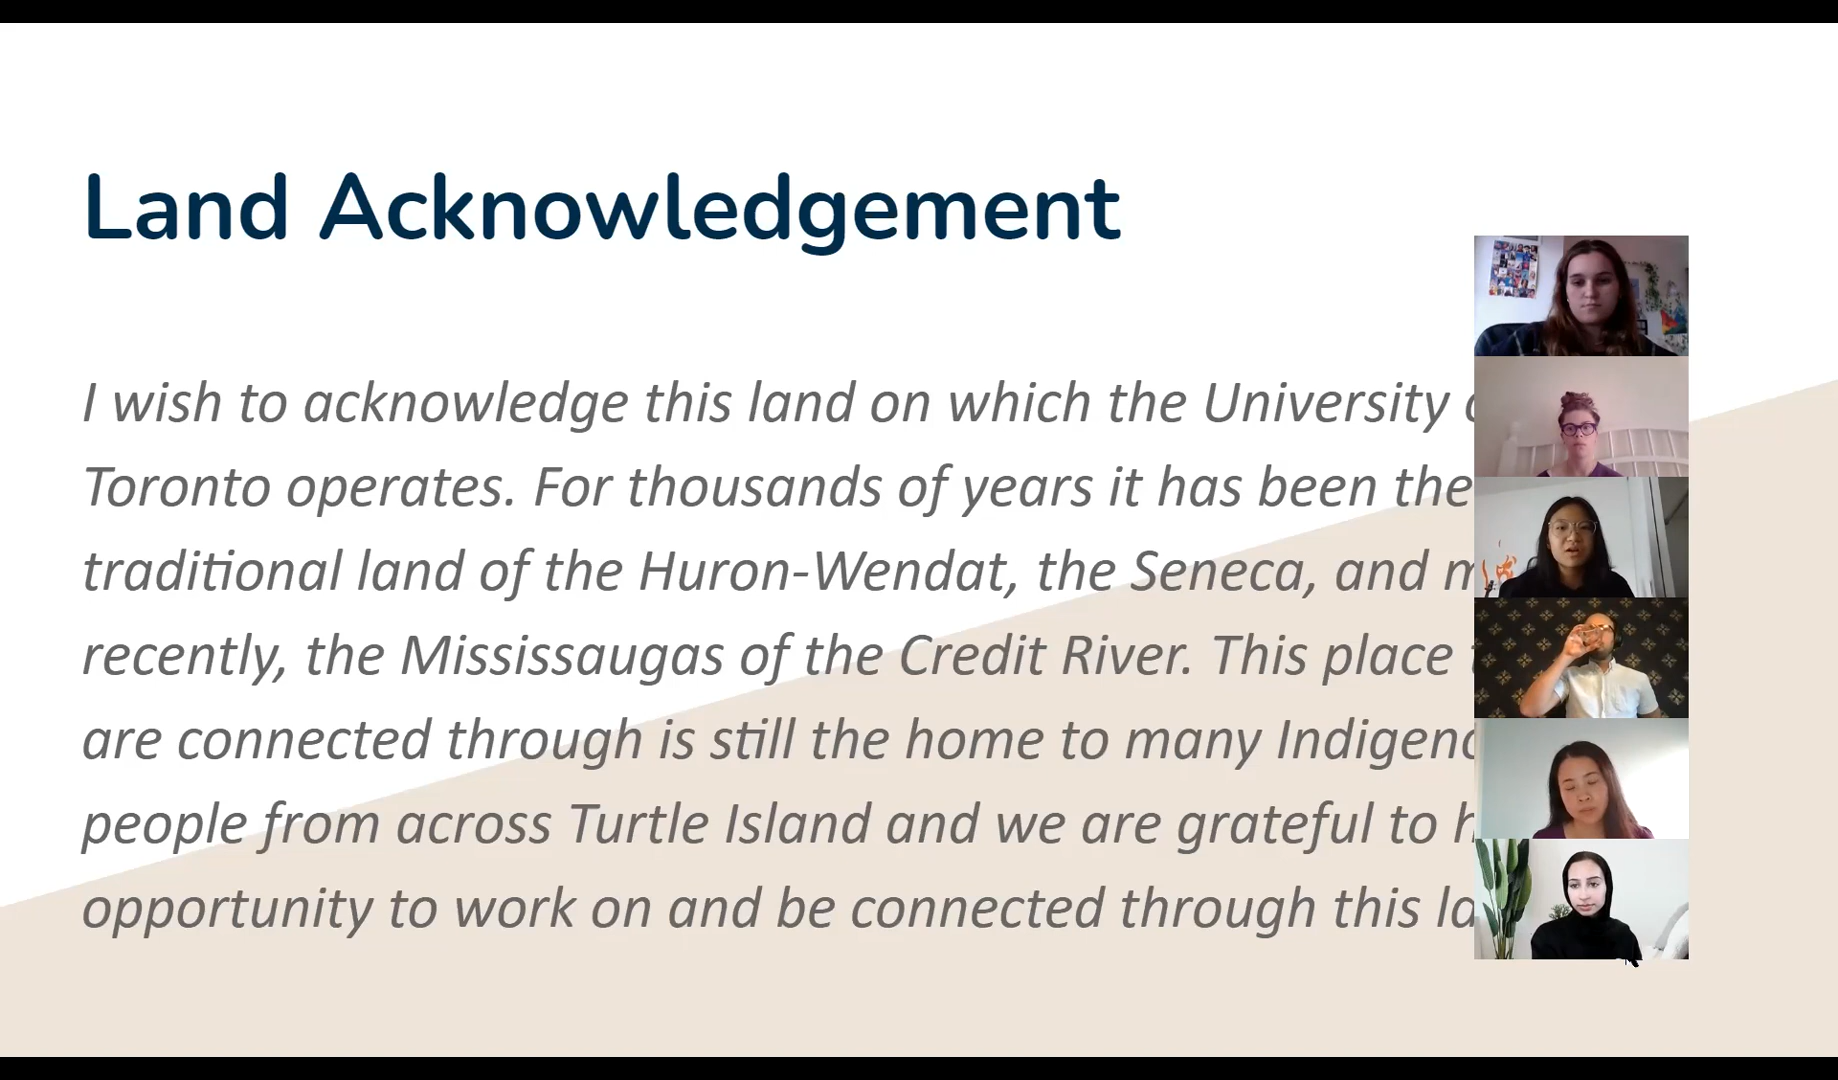 Land Acknowledgement
I wish to acknowledge this land on which the University
Toronto operates. For thousands of years it has been the
traditional land of the Huron-Wendat, the Seneca, and
recently, the Mississaugas of the Credit River. This place
are connected through is still the home to many
people from across Turtle Island and we are grateful to
opportunity to work on and be connected through this